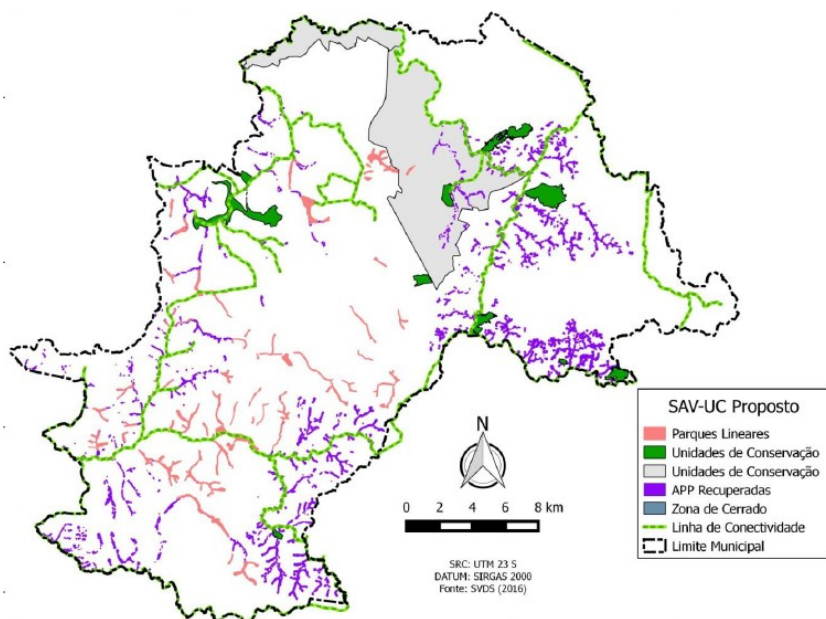 SAV-UC Proposto
Parques Lineares
Unidades de Conservação
Unidades de Conservação
APP Recuperadas
Zona de Cerrado
Linha de Conectividade
Limite Municipal
N
0 2 4 6 8 km
SRC: UTM 23 S
DATUM: SIRGAS 2000
Fonte: SVDS (2016)